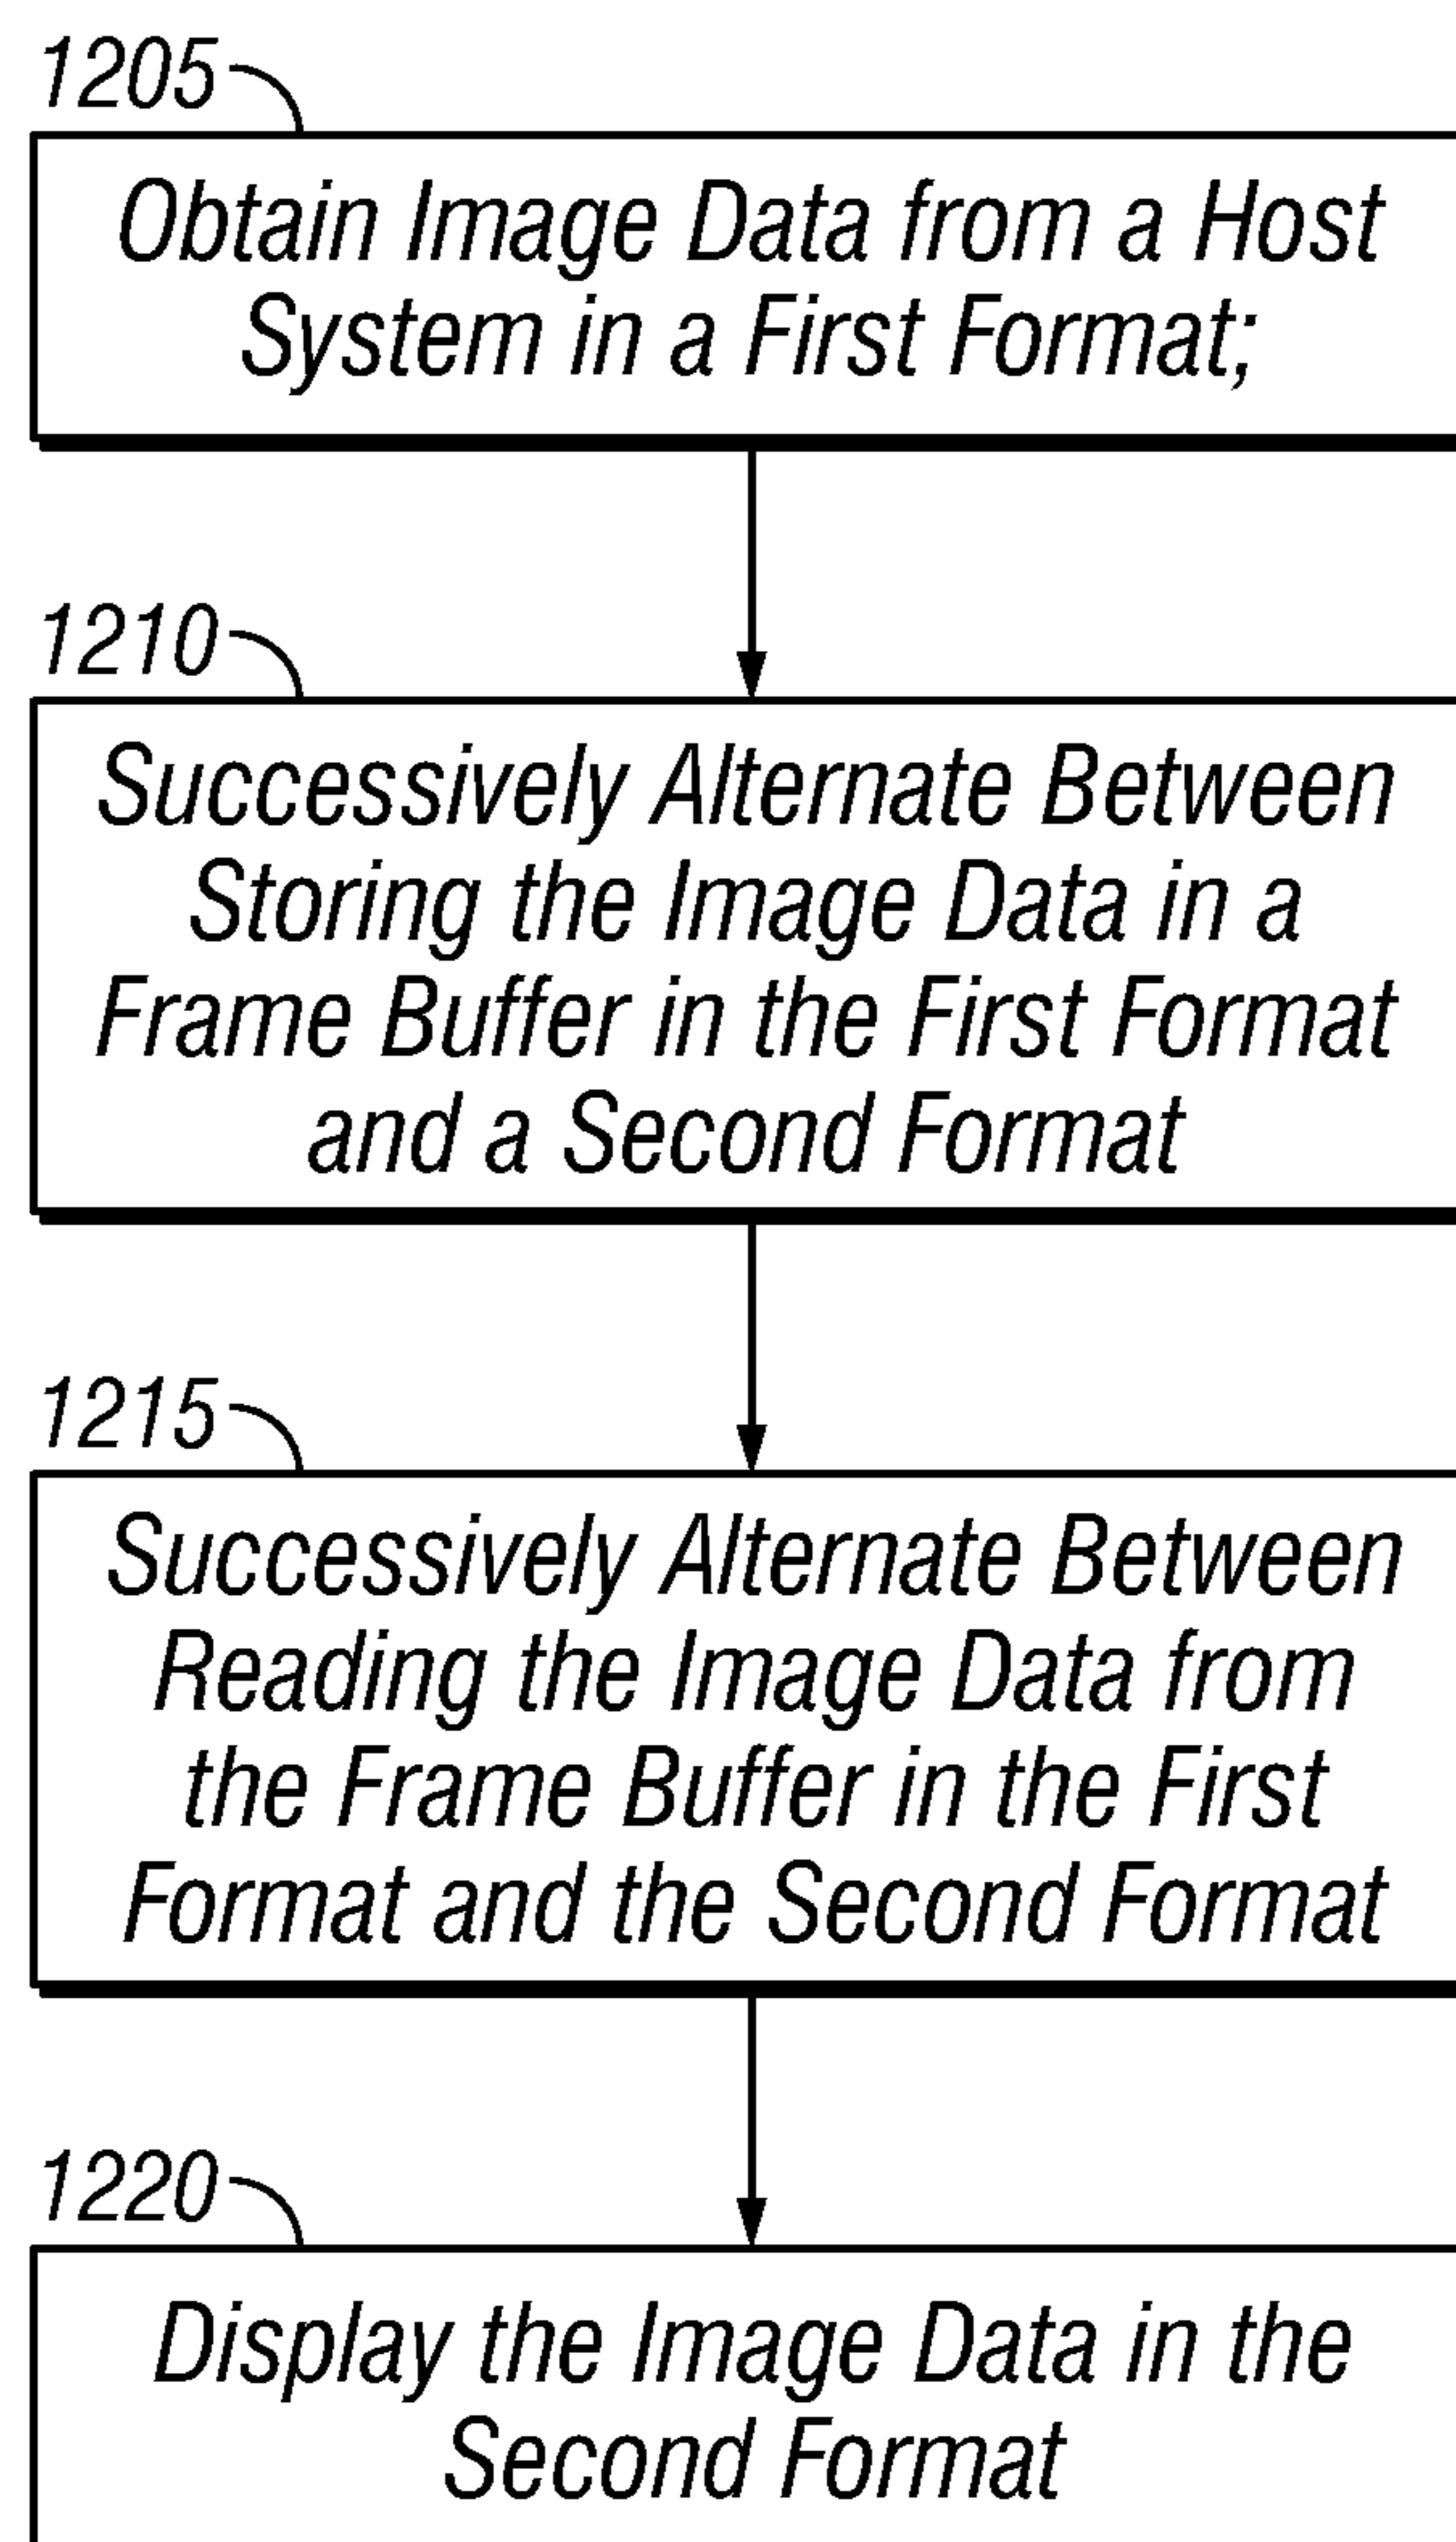 1205
Obtain Image Data from a Host
System in a First Format;
1210
Successively Alternate Between
Storing the Image Data in a
Frame Buffer in the First Format
and a Second Format
1215
Successively Alternate Between
Reading the Image Data from
the Frame Buffer in the First
Format and the Second Format
1220
Display the Image Data in the
Second Format